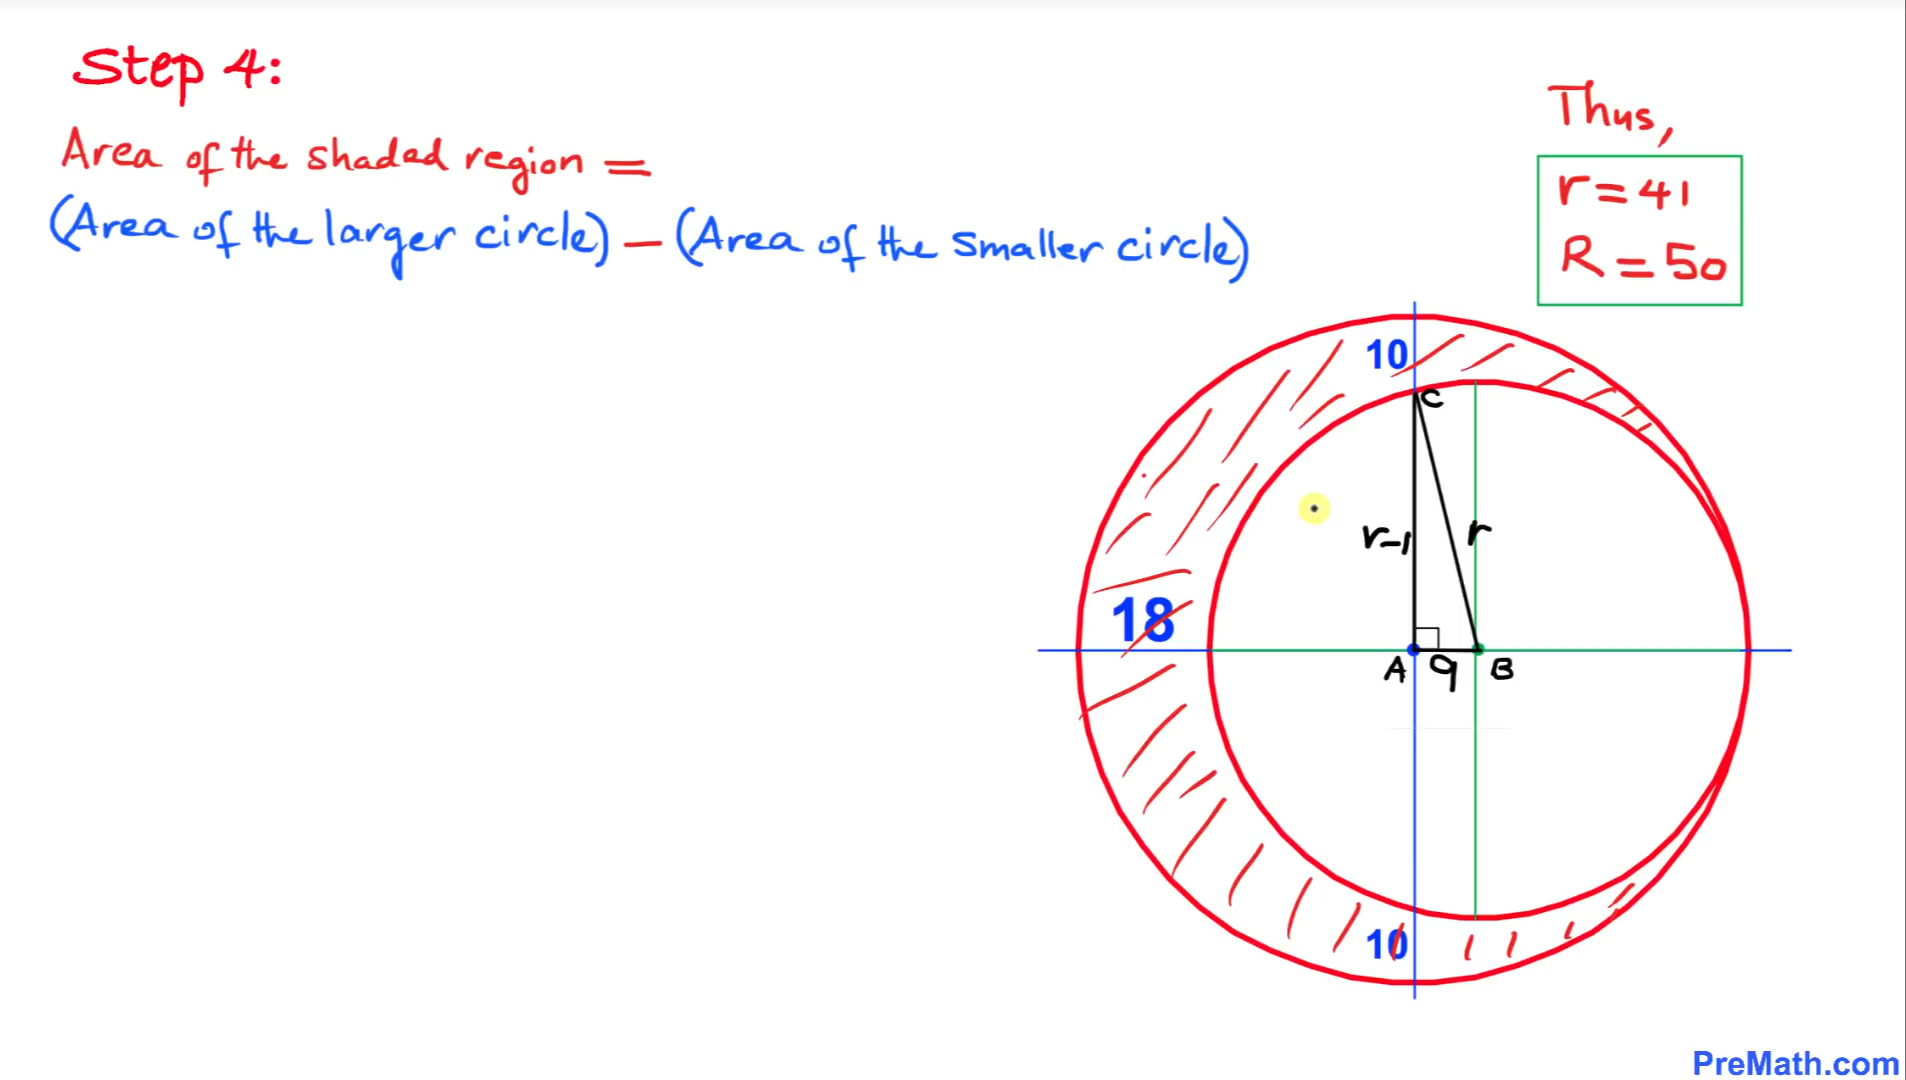 Step 4:
Area of the shaded region =
(Area of the larger circle) – (Area of the smaller circle)
Thus,
r = 41
R = 50
10
C
r-1
r
18
A
9
B
10
PreMath.com